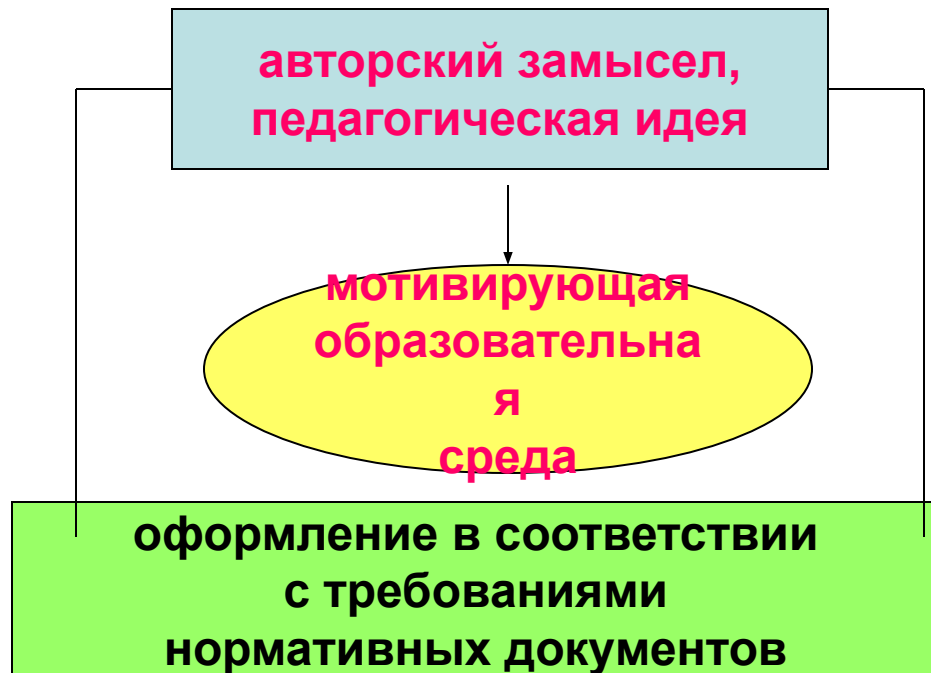 авторский замысел,
педагогическая идея
мотивирующая
образовательна
я
среда
оформление в соответствии
с требованиями
нормативных документов